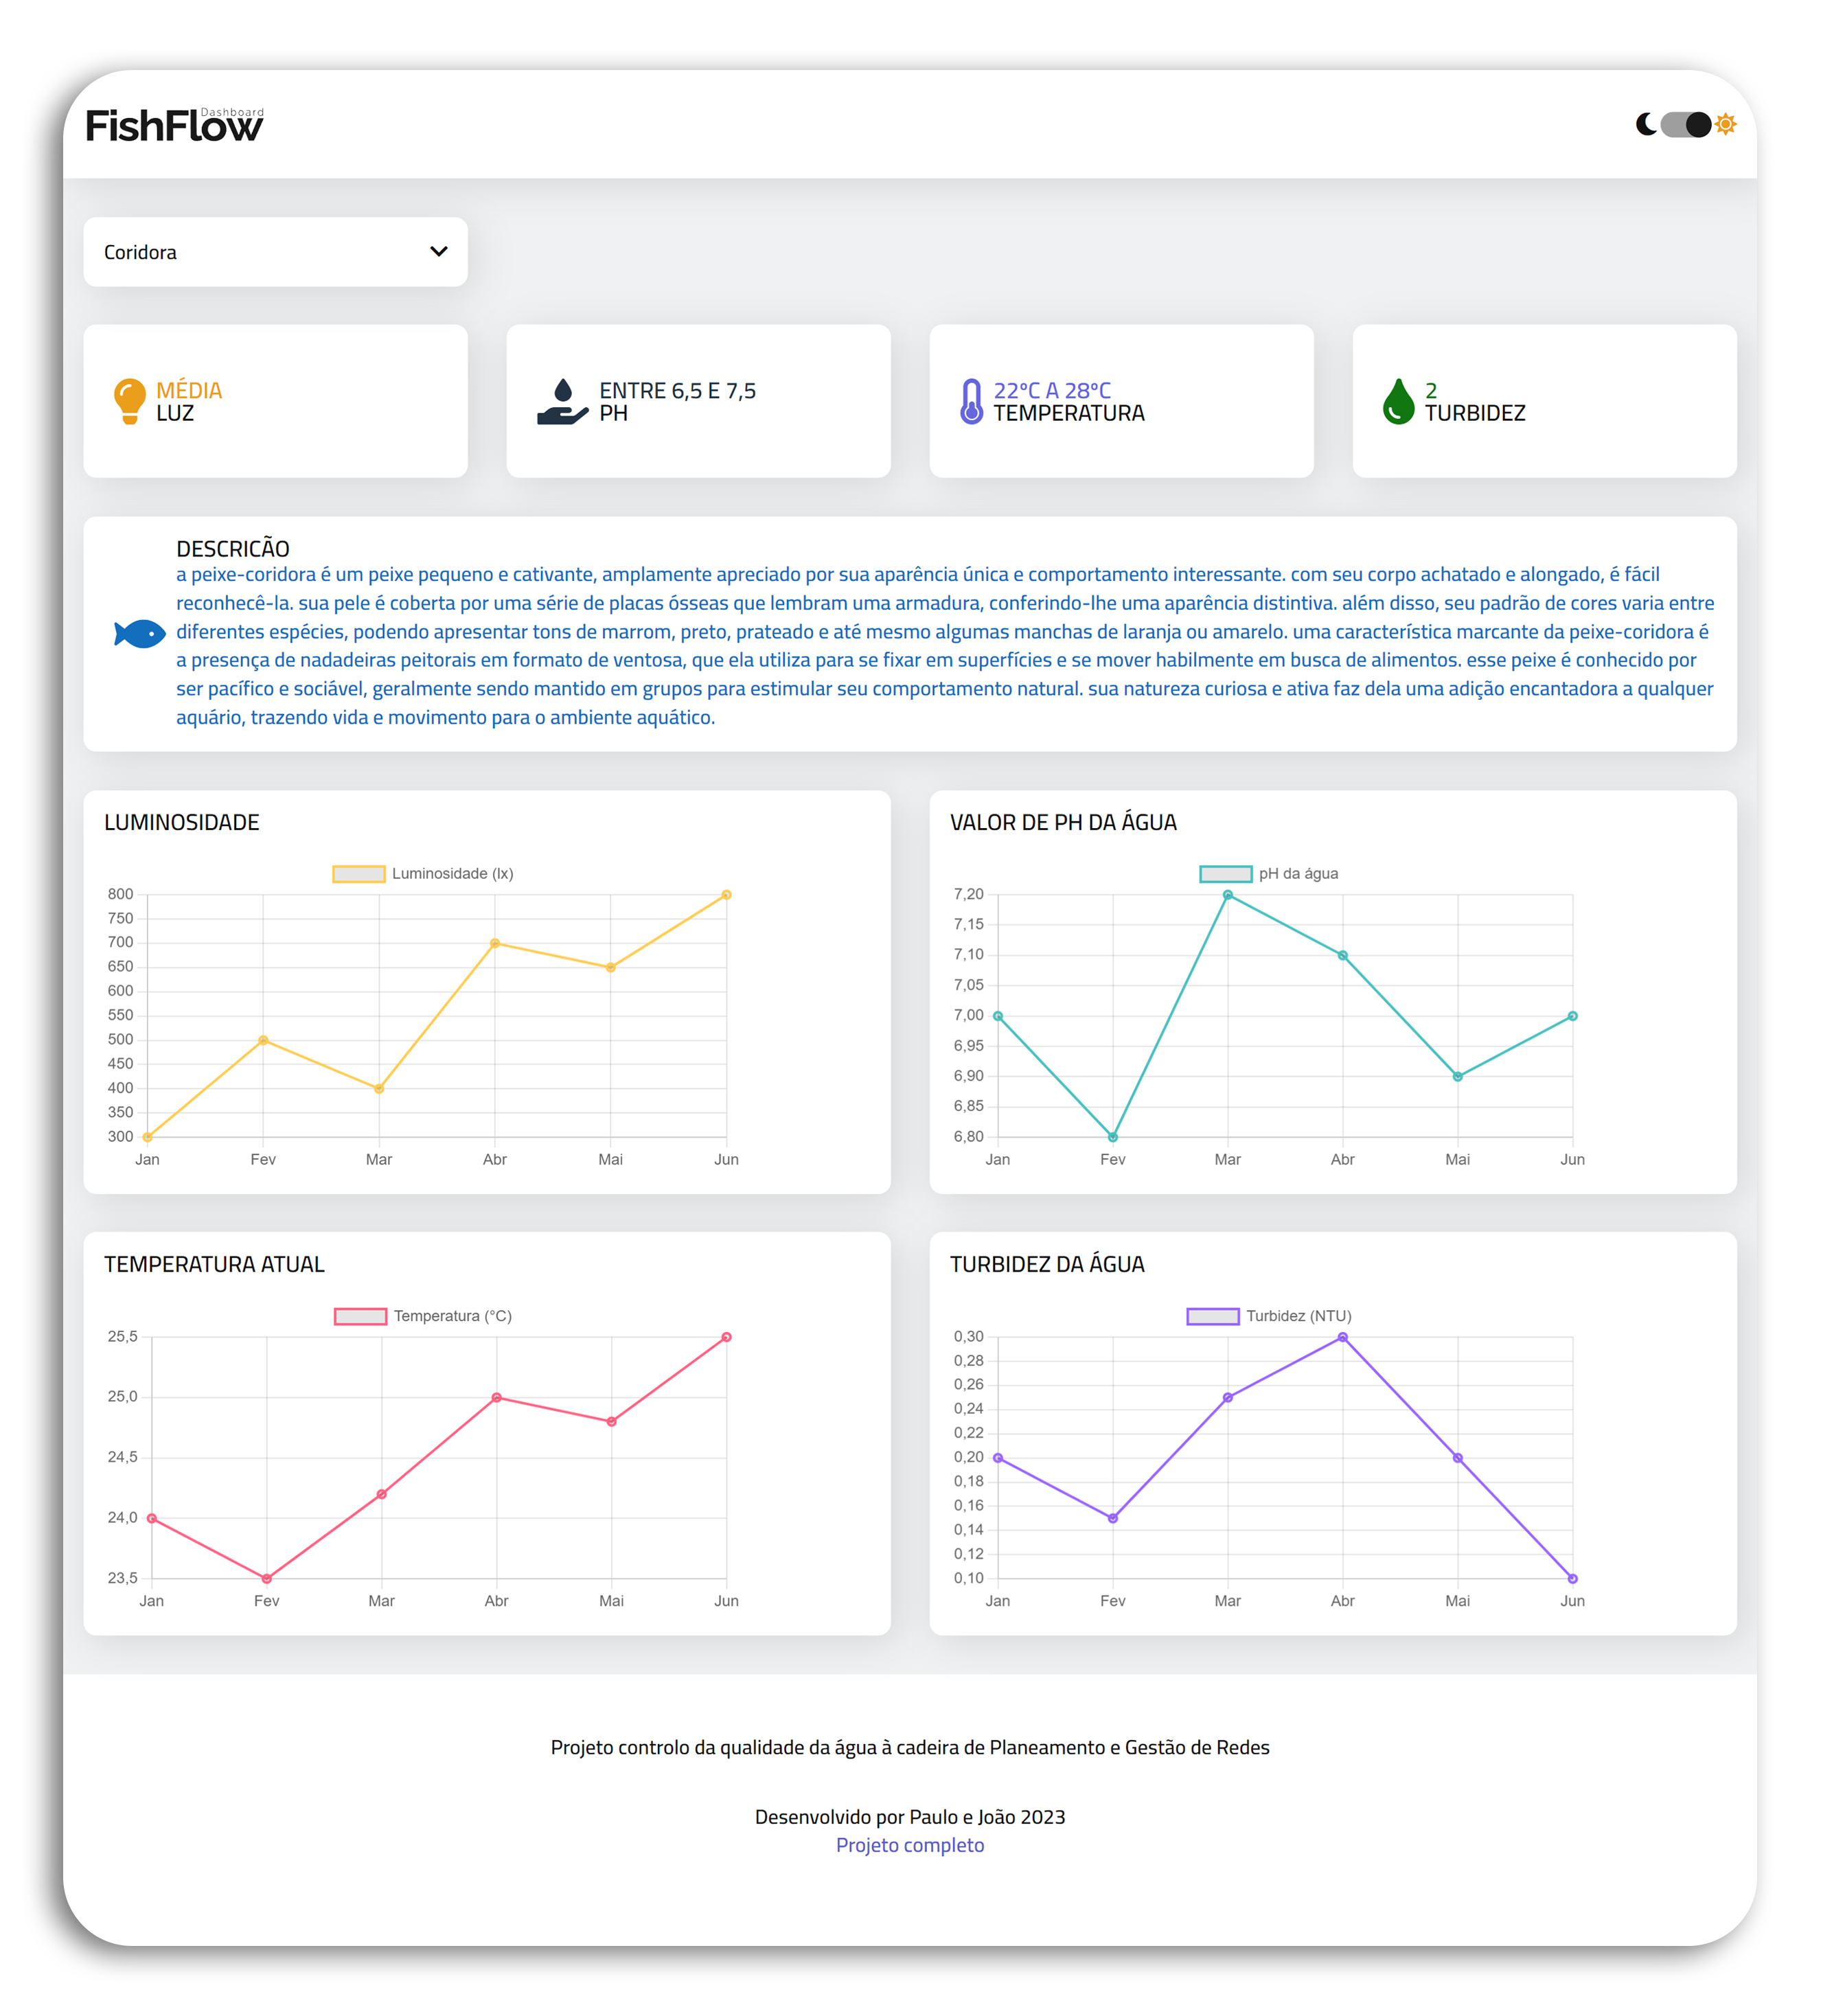 Dashboard
FishFlow
Coridora
MÉDIA
LUZ
ENTRE 6,5 E 7,5
PH
22°C A 28°C
TEMPERATURA
2
TURBIDEZ
DESCRICÃO
a peixe-coridora é um peixe pequeno e cativante, amplamente apreciado por sua aparência única e comportamento interessante. com seu corpo achatado e alongado, é fácil
reconhecê-la. sua pele é coberta por uma série de placas ósseas que lembram uma armadura, conferindo-lhe uma aparência distintiva. além disso, seu padrão de cores varia entre
diferentes espécies, podendo apresentar tons de marrom, preto, prateado e até mesmo algumas manchas de laranja ou amarelo. uma característica marcante da peixe-coridora é
a presença de nadadeiras peitorais em formato de ventosa, que ela utiliza para se fixar em superfícies e se mover habilmente em busca de alimentos. esse peixe é conhecido por
ser pacífico e sociável, geralmente sendo mantido em grupos para estimular seu comportamento natural. sua natureza curiosa e ativa faz dela uma adição encantadora a qualquer
aquário, trazendo vida e movimento para o ambiente aquático.
LUMINOSIDADE
Luminosidade (lx)
800
750
700
650
600
550
500
450
400
350
300
Jan Fev Mar Abr Mai Jun
VALOR DE PH DA ÁGUA
pH da água
7,20
7,15
7,10
7,05
7,00
6,95
6,90
6,85
6,80
Jan Fev Mar Abr Mai Jun
TEMPERATURA ATUAL
Temperatura (°C)
25,5
25,0
24,5
24,0
23,5
Jan Fev Mar Abr Mai Jun
TURBIDEZ DA ÁGUA
Turbidez (NTU)
0,30
0,28
0,26
0,24
0,22
0,20
0,18
0,16
0,14
0,12
0,10
Jan Fev Mar Abr Mai Jun
Projeto controlo da qualidade da água à cadeira de Planeamento e Gestão de Redes
Desenvolvido por Paulo e João 2023
Projeto completo